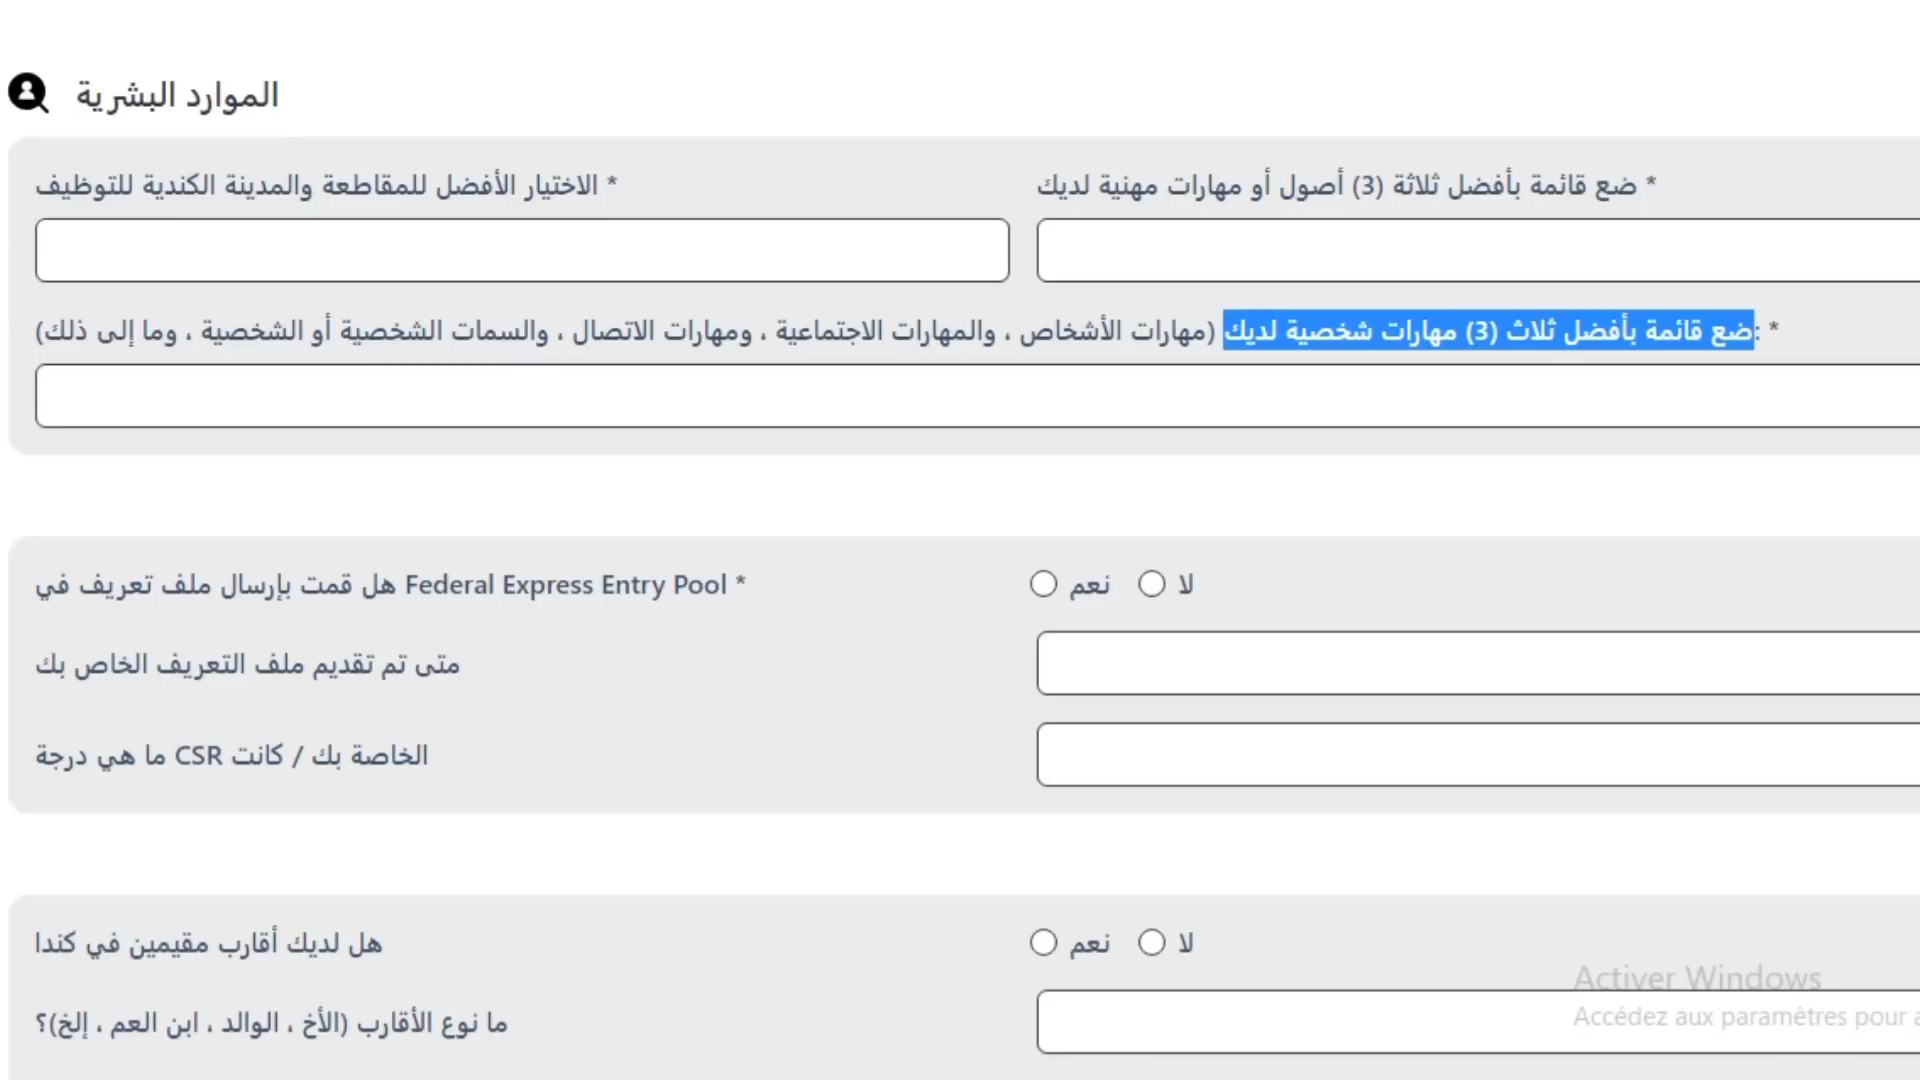 الموارد البشرية
الاختيار الأفضل للمقاطعة والمدينة الكندية للتوظيف *
ضع قائمة بأفضل ثلاثة (3) أصول أو مهارات مهنية لديك *
* :ضع قائمة بأفضل ثلاث (3) مهارات شخصية لديك (مهارات الأشخاص ، والمهارات الاجتماعية ، ومهارات الاتصال ، والسمات الشخصية أو الشخصية ، وما إلى ذلك)
هل قمت بإرسال ملف تعريف في Federal Express Entry Pool *
نعم
لا
متى تم تقديم ملف التعريف الخاص بك
ما هي درجة CSR الخاصة بك / كانت
هل لديك أقارب مقيمين في كندا
نعم
لا
ما نوع الأقارب (الأخ ، الوالد ، ابن العم ، إلخ)؟
Activer Windows
Accédez aux paramètres pour a